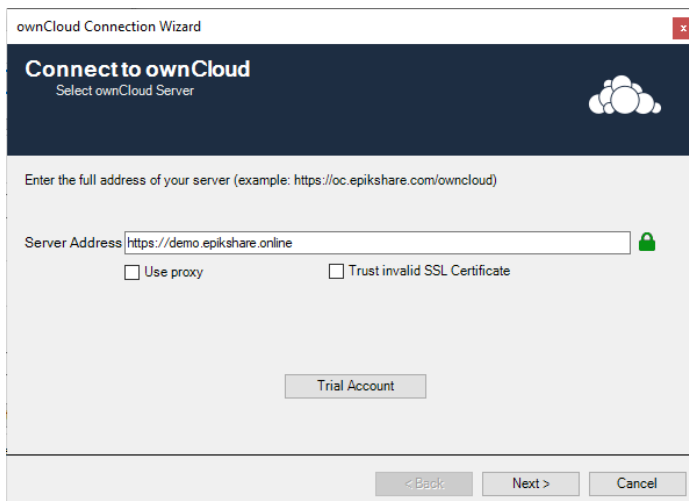 ownCloud Connection Wizard
x
Connect to ownCloud
Select ownCloud Server
Enter the full address of your server (example: https://oc.epikshare.com/owncloud)
Server Address https://demo.epikshare.online
Use proxy Trust invalid SSL Certificate
Trial Account
< Back Next > Cancel